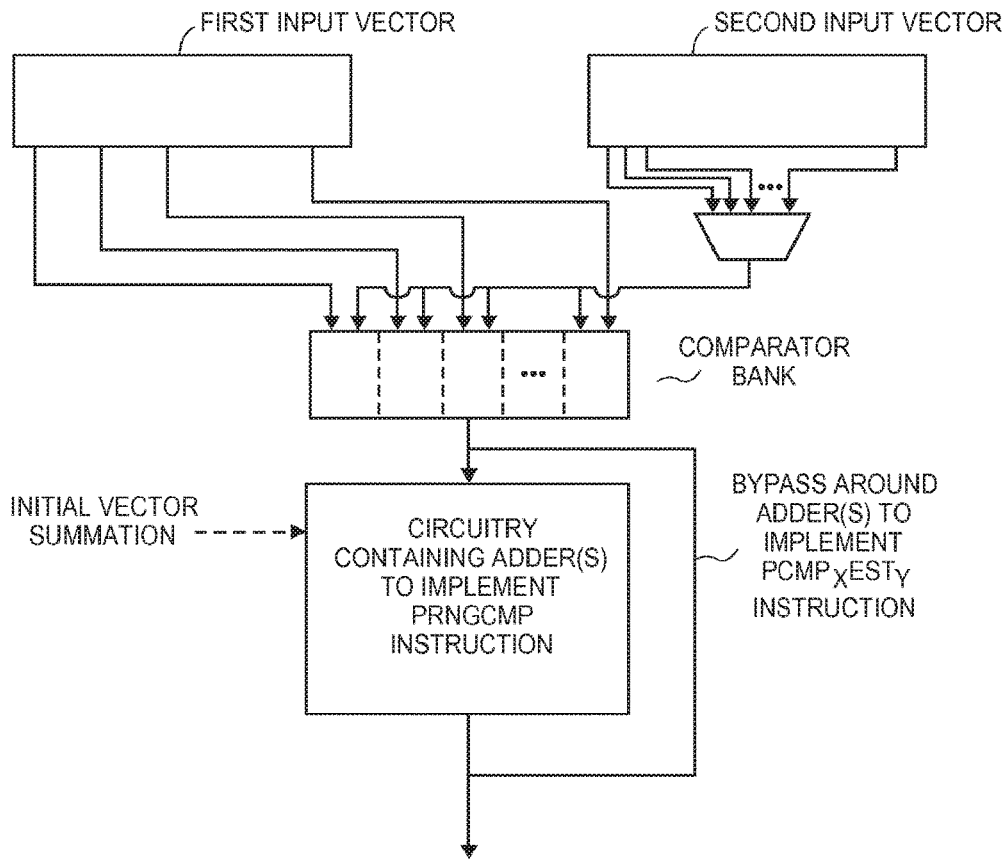 FIRST INPUT VECTOR
SECOND INPUT VECTOR
COMPARATOR
BANK
INITIAL VECTOR
SUMMATION
CIRCUITRY
CONTAINING ADDER(S)
TO IMPLEMENT
PRNGCMP
INSTRUCTION
BYPASS AROUND
ADDER(S) TO
IMPLEMENT
PCMPXESTY
INSTRUCTION